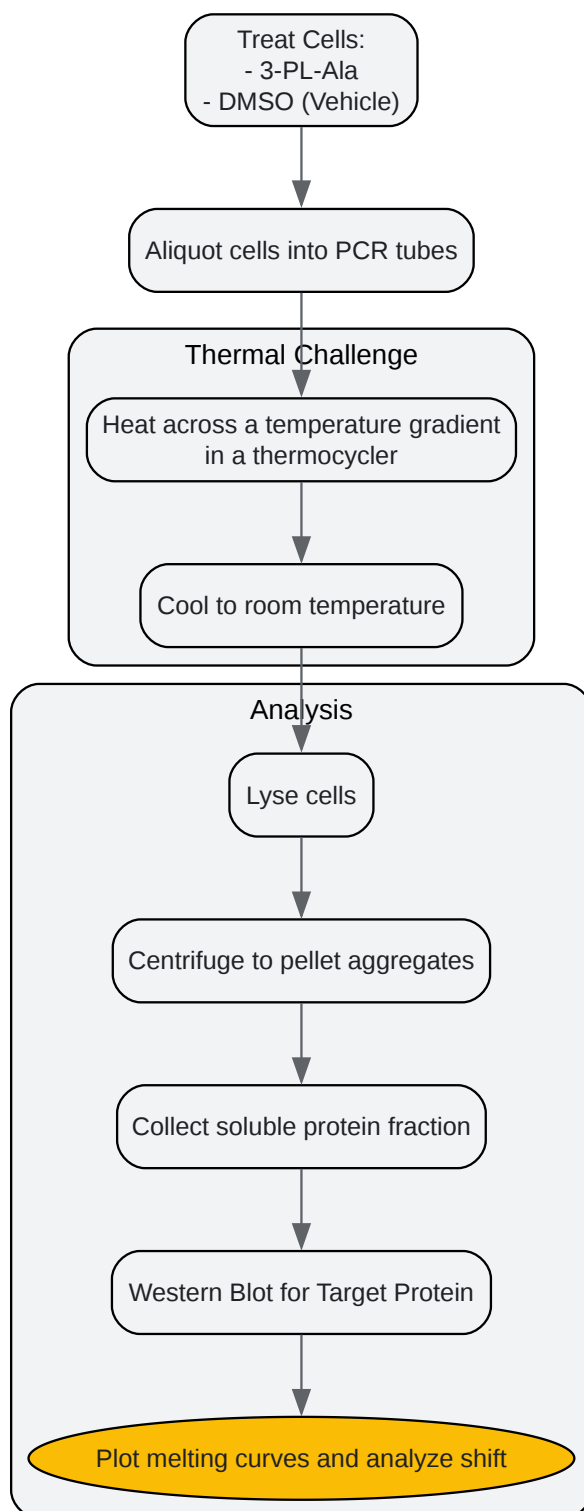 Treat Cells:
- 3-PL-Ala
- DMSO (Vehicle)
Aliquot cells into PCR tubes
Thermal Challenge
Heat across a temperature gradient
in a thermocycler
Cool to room temperature
Analysis
Lyse cells
Centrifuge to pellet aggregates
Collect soluble protein fraction
Western Blot for Target Protein
Plot melting curves and analyze shift